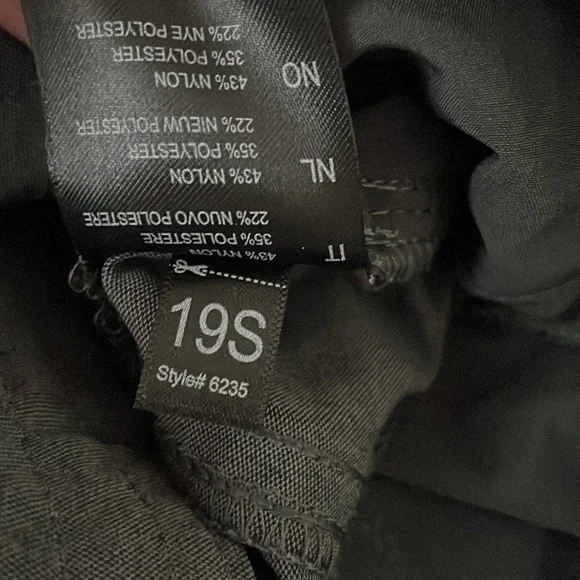 IT 43% NYLON
35% POLIESTERE
22% NUOVO POLIESTERE
NL 43% NYLON
35% POLYESTER
22% NIEUW POLYESTER
NO 43% NYLON
35% POLYESTER
22% NYE POLYESTER
19S
Style# 6235